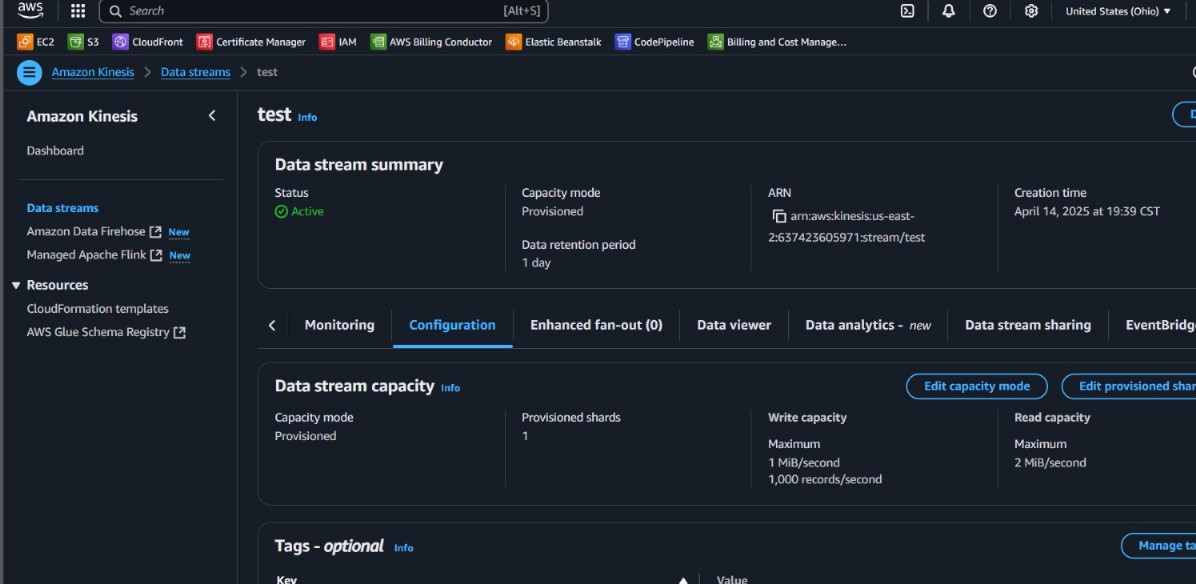 aws
Search [Alt+S] United States (Ohio)
EC2 S3 CloudFront Certificate Manager IAM AWS Billing Conductor Elastic Beanstalk CodePipeline Billing and Cost Manage...
Amazon Kinesis Data streams test
Amazon Kinesis
Dashboard
Data streams
Amazon Data Firehose New
Managed Apache Flink New
Resources
CloudFormation templates
AWS Glue Schema Registry
test Info
Data stream summary
Status
Active
Capacity mode
Provisioned
Data retention period
1 day
ARN
arn:aws:kinesis:us-east-
2:637423605971:stream/test
Creation time
April 14, 2025 at 19:39 CST
Monitoring Configuration Enhanced fan-out (0) Data viewer Data analytics - new Data stream sharing EventBridg
Data stream capacity Info
Edit capacity mode Edit provisioned shar
Capacity mode
Provisioned
Provisioned shards
1
Write capacity
Maximum
1 MiB/second
1,000 records/second
Read capacity
Maximum
2 MiB/second
Tags - optional Info
Manage ta
Key Value